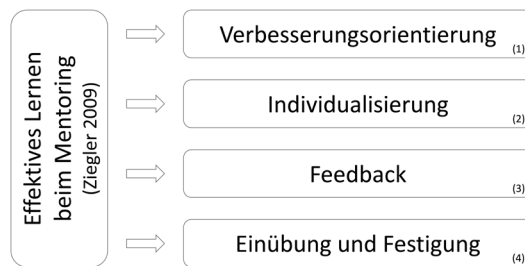 Effektives Lernen
beim Mentoring
(Ziegler 2009)
Verbesserungsorientierung
(1)
Individualisierung
(2)
Feedback
(3)
Einübung und Festigung
(4)